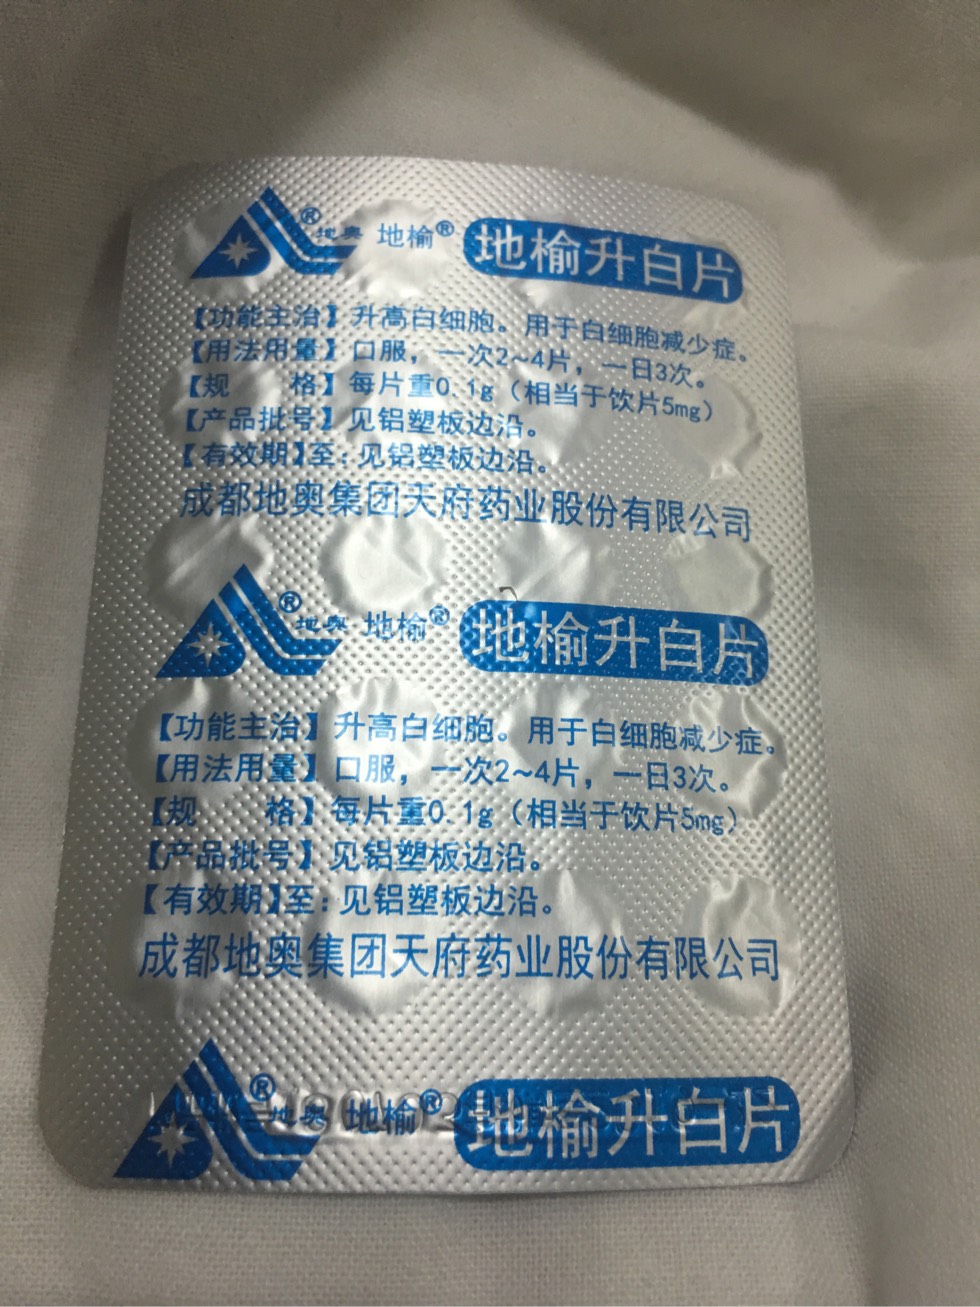 ®地奥 地榆® 地榆升白片
【功能主治】升高白细胞。用于白细胞减少症。
【用法用量】口服，一次2~4片，一日3次。
【规 格】每片重0.1g（相当于饮片5mg）
【产品批号】见铝塑板边沿。
【有效期】至：见铝塑板边沿。
成都地奥集团天府药业股份有限公司
®地奥 地榆® 地榆升白片
【功能主治】升高白细胞。用于白细胞减少症。
【用法用量】口服，一次2~4片，一日3次。
【规 格】每片重0.1g（相当于饮片5mg）
【产品批号】见铝塑板边沿。
【有效期】至：见铝塑板边沿。
成都地奥集团天府药业股份有限公司
®地奥 地榆® 地榆升白片